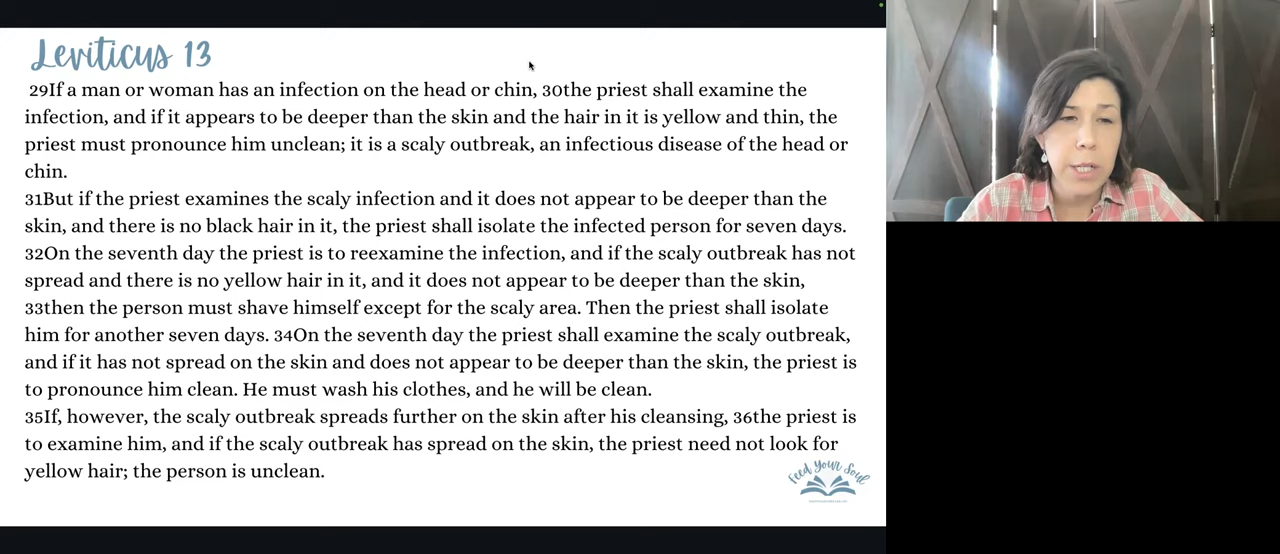 Leviticus 13
29If a man or woman has an infection on the head or chin, 30the priest shall examine the
infection, and if it appears to be deeper than the skin and the hair in it is yellow and thin, the
priest must pronounce him unclean; it is a scaly outbreak, an infectious disease of the head or
chin.
31But if the priest examines the scaly infection and it does not appear to be deeper than the
skin, and there is no black hair in it, the priest shall isolate the infected person for seven days.
32On the seventh day the priest is to reexamine the infection, and if the scaly outbreak has not
spread and there is no yellow hair in it, and it does not appear to be deeper than the skin,
33then the person must shave himself except for the scaly area. Then the priest shall isolate
him for another seven days. 34On the seventh day the priest shall examine the scaly outbreak,
and if it has not spread on the skin and does not appear to be deeper than the skin, the priest is
to pronounce him clean. He must wash his clothes, and he will be clean.
35If, however, the scaly outbreak spreads further on the skin after his cleansing, 36the priest is
to examine him, and if the scaly outbreak has spread on the skin, the priest need not look for
yellow hair; the person is unclean.
Feed Your Soul